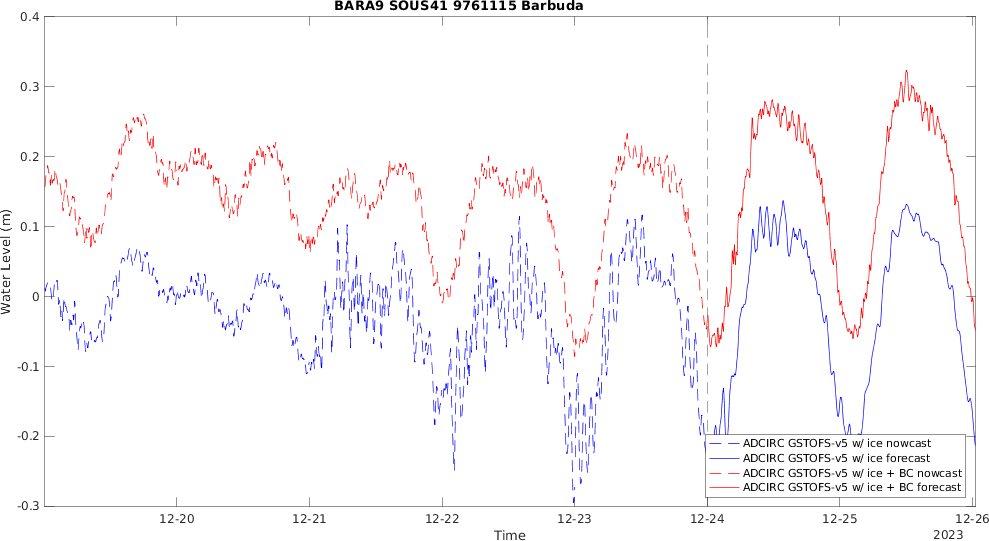 BARA9 SOUS41 9761115 Barbuda
0.4
0.3
0.2
0.1
0
-0.1
-0.2
-0.3
Water Level (m)
12-20
12-21
12-22
12-23
12-24
12-25
12-26
Time
2023
ADCIRC GSTOFS-v5 w/ ice nowcast
ADCIRC GSTOFS-v5 w/ ice forecast
ADCIRC GSTOFS-v5 w/ ice + BC nowcast
ADCIRC GSTOFS-v5 w/ ice + BC forecast